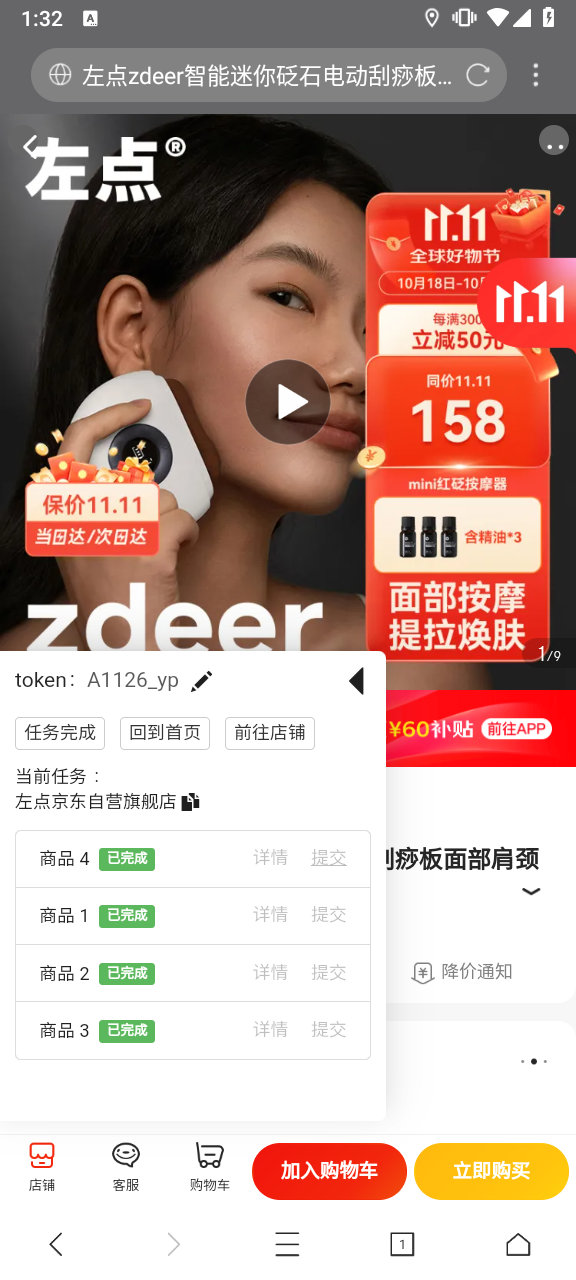 1:32
A
左点zdeer智能迷你砭石电动刮痧板...
左点®
11.11
全球好物节
10月18日-10月
每满300
立减50元
11.11
同价11.11
158
mini红砭按摩器
含精油*3
面部按摩
提拉焕肤
保价11.11
当日达/次日达
zdeer
1/9
token： A1126_yp
任务完成 回到首页 前往店铺
当前任务：
左点京东自营旗舰店
商品 4 已完成 详情 提交
商品 1 已完成 详情 提交
商品 2 已完成 详情 提交
商品 3 已完成 详情 提交
¥60补贴 前往APP
刮痧板面部肩颈
降价通知
店铺 客服 购物车 加入购物车 立即购买
1